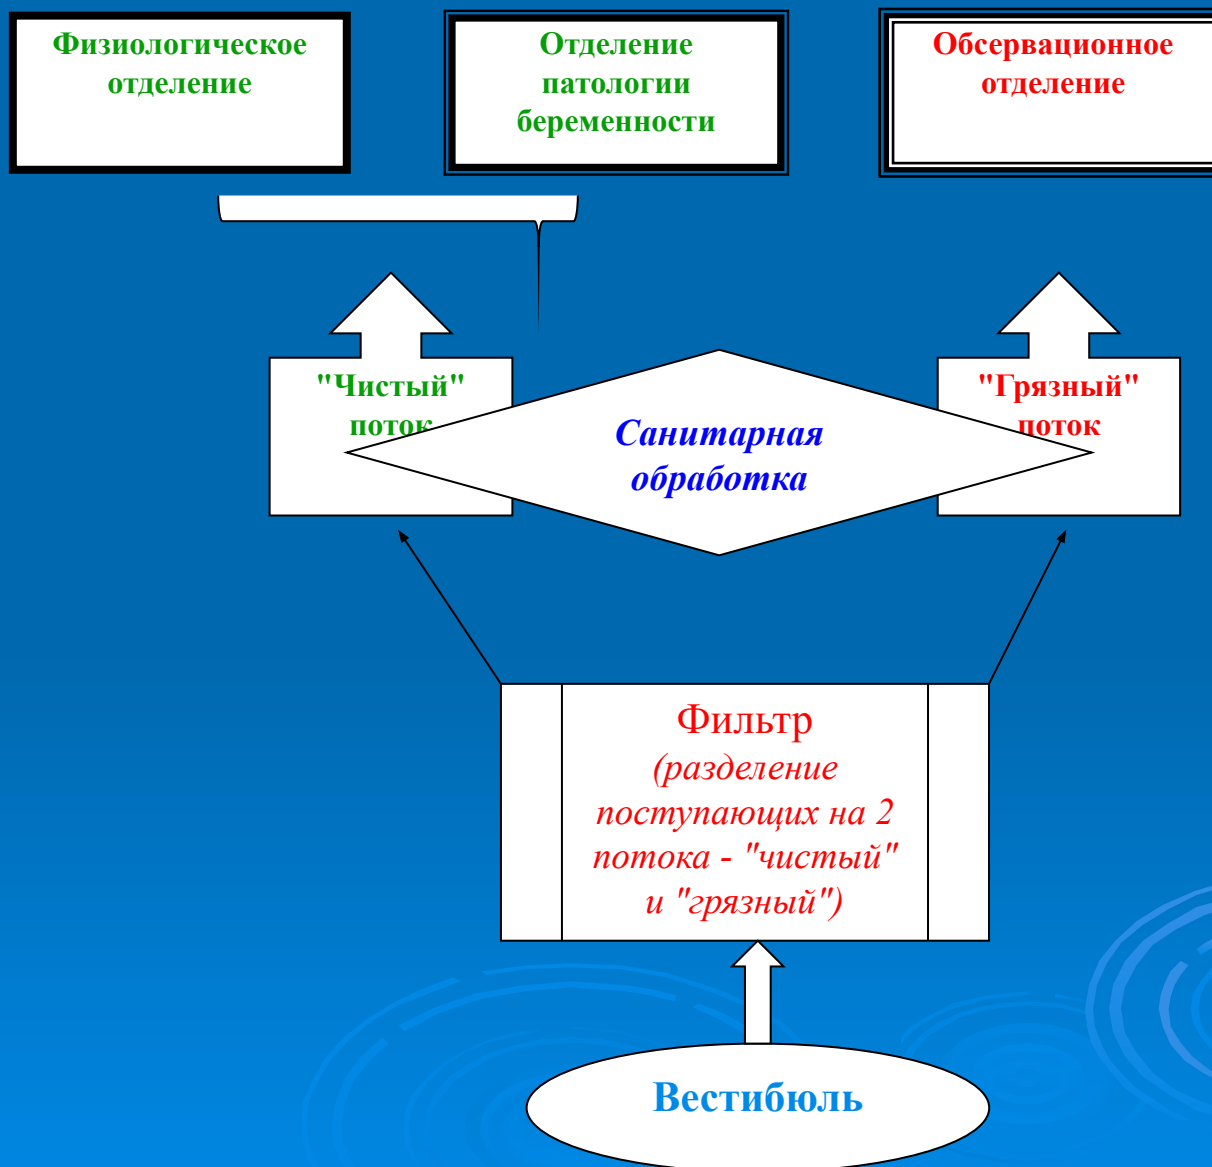 Физиологическое
отделение
Отделение
патологии
беременности
Обсервационное
отделение
"Чистый"
поток
Санитарная
обработка
"Грязный"
поток
Фильтр
(разделение
поступающих на 2
потока - "чистый"
и "грязный")
Вестибюль